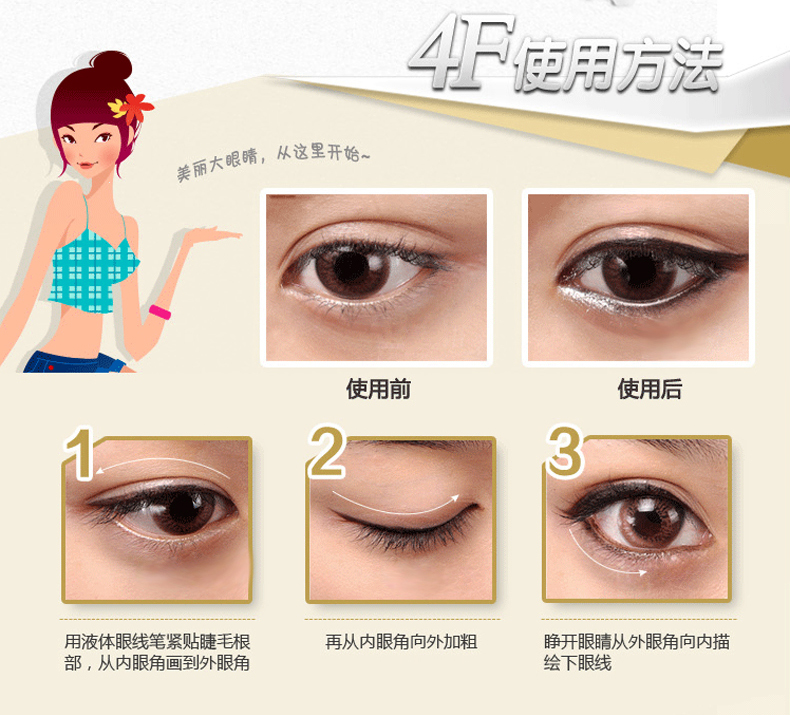 4F使用方法
美丽大眼睛，从这里开始~
使用前
使用后
1
2
3
用液体眼线笔紧贴睫毛根
部，从内眼角画到外眼角
再从内眼角向外加粗
睁开眼睛从外眼角向内描
绘下眼线